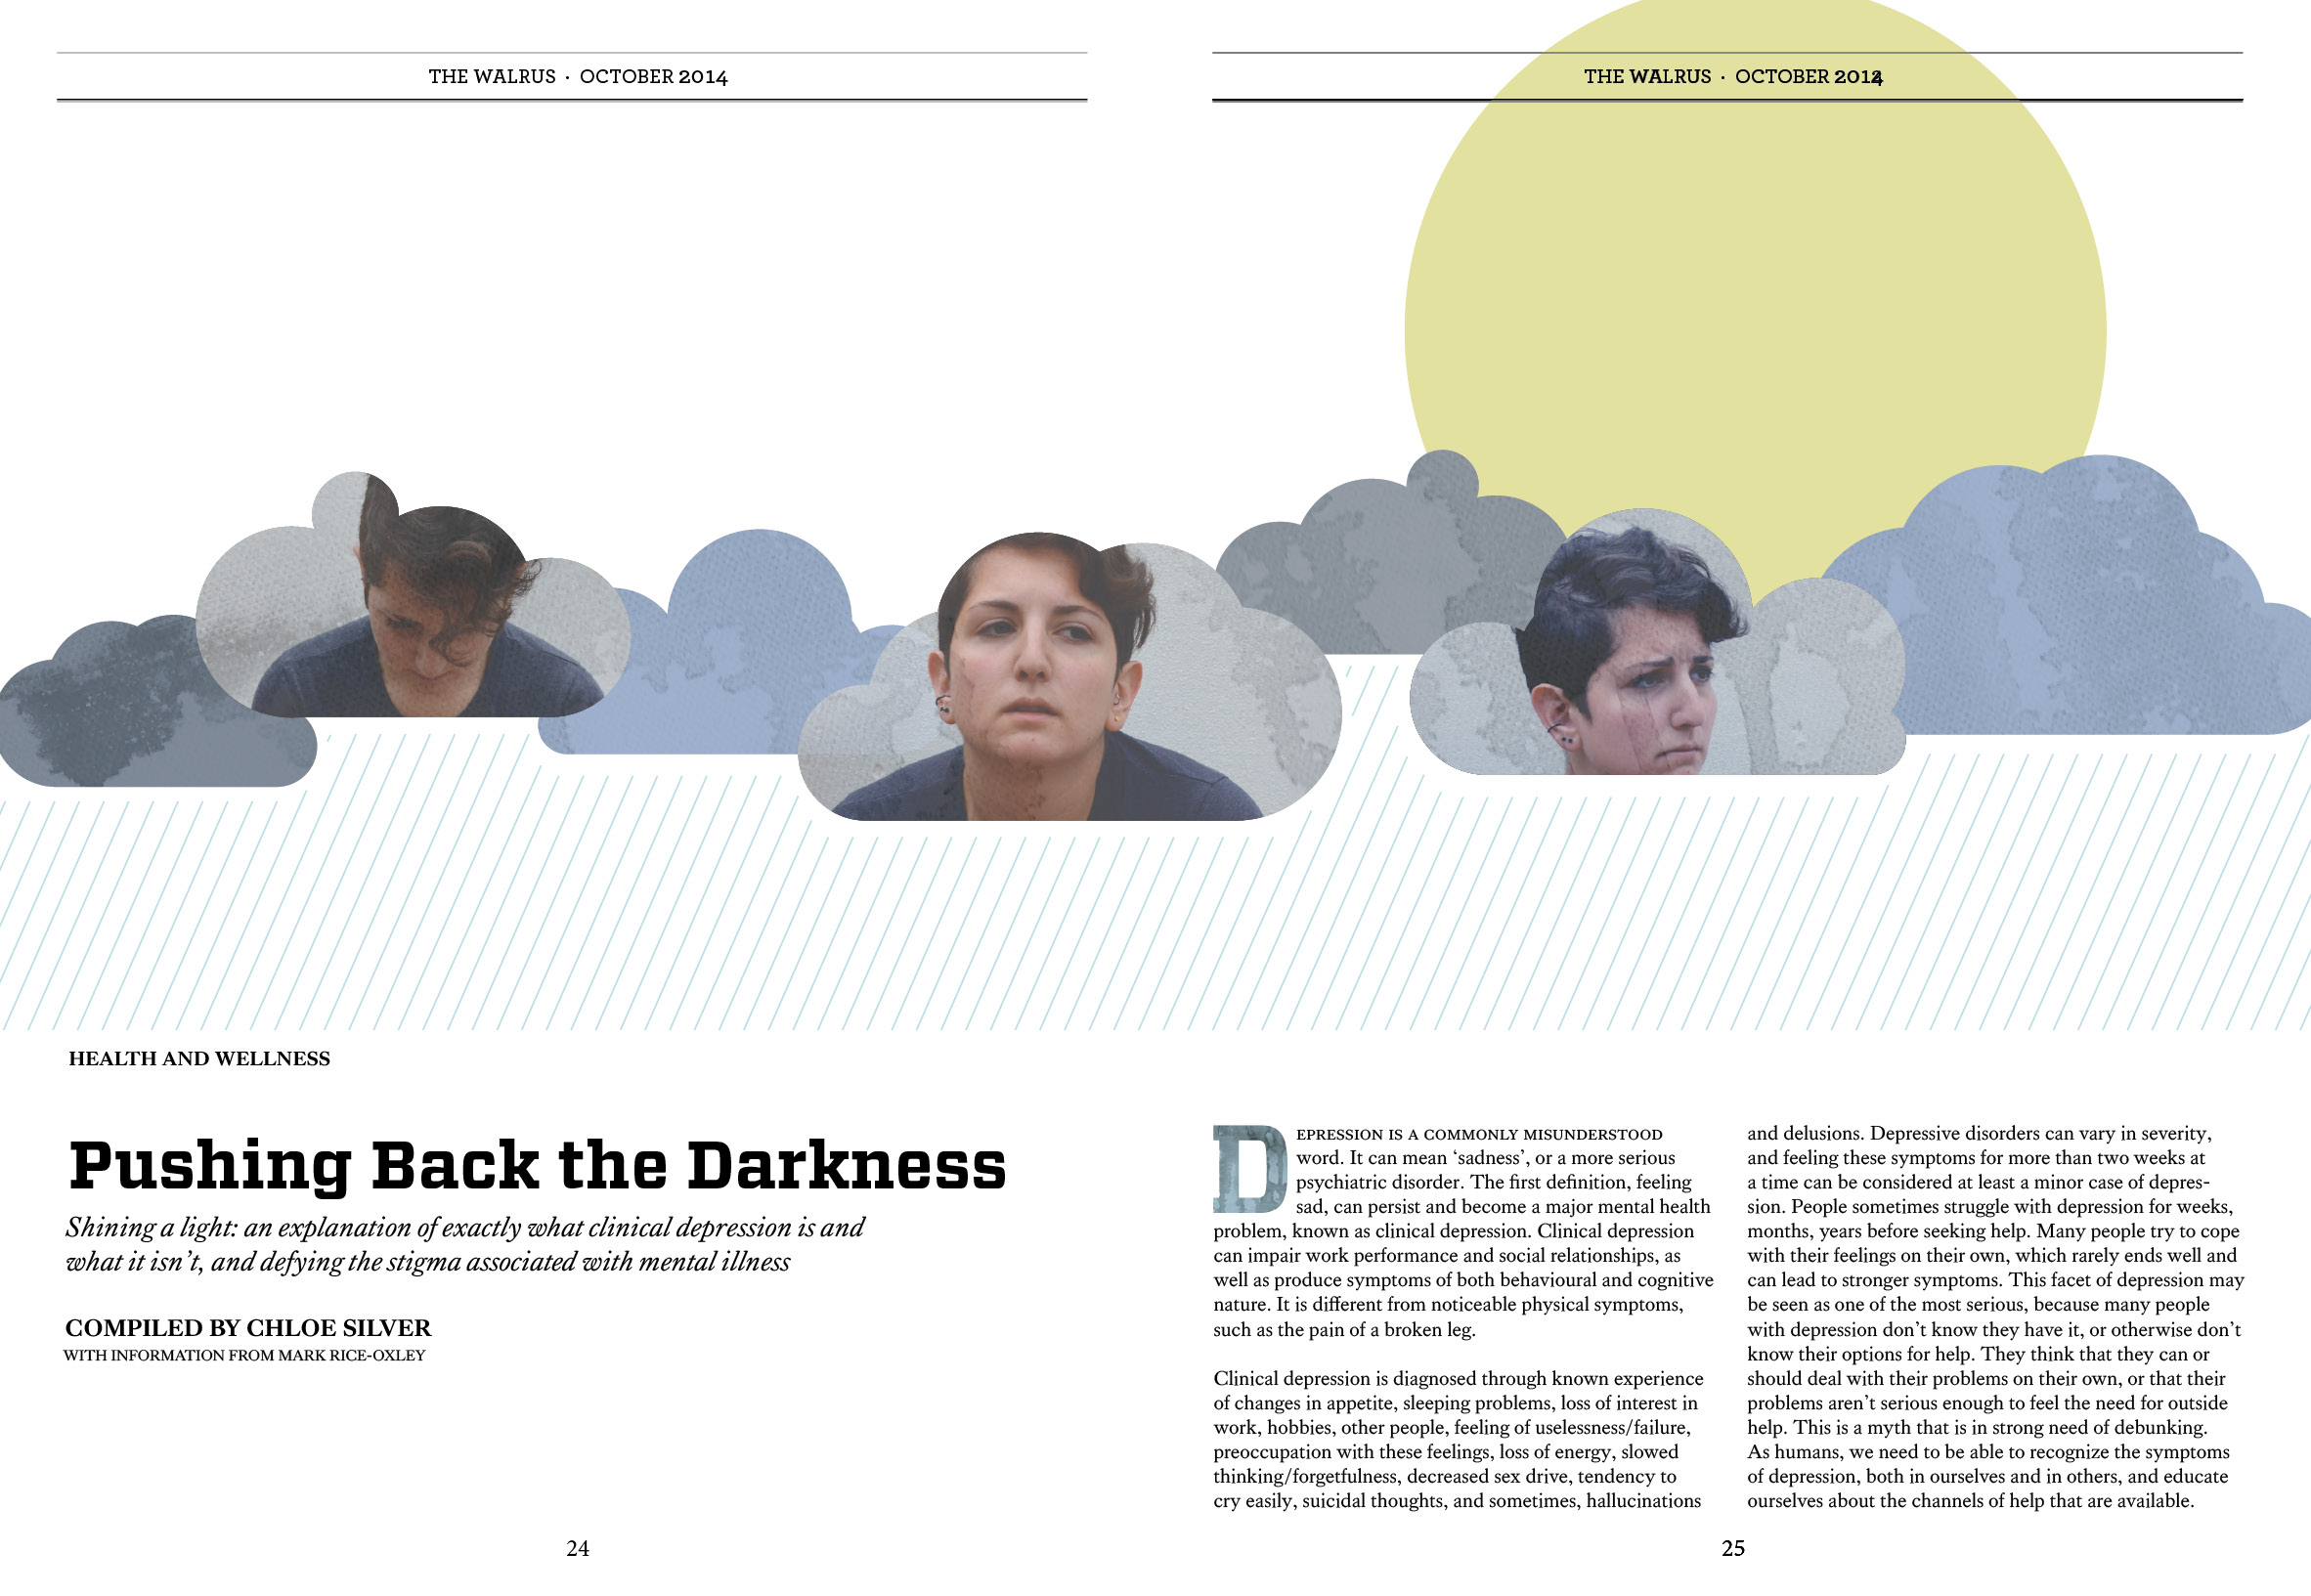 THE WALRUS · OCTOBER 2014
THE WALRUS · OCTOBER
HEALTH AND WELLNESS
Pushing Back the Darkness
Shining a light: an explanation of exactly what clinical depression is and
what it isn’t, and defying the stigma associated with mental illness
COMPILED BY CHLOE SILVER
WITH INFORMATION FROM MARK RICE-OXLEY
DEPRESSION IS A COMMONLY MISUNDERSTOOD
word. It can mean ‘sadness’, or a more serious
psychiatric disorder. The first definition, feeling
sad, can persist and become a major mental health
problem, known as clinical depression. Clinical depression
can impair work performance and social relationships, as
well as produce symptoms of both behavioural and cognitive
nature. It is different from noticeable physical symptoms,
such as the pain of a broken leg.
Clinical depression is diagnosed through known experience
of changes in appetite, sleeping problems, loss of interest in
work, hobbies, other people, feeling of uselessness/failure,
preoccupation with these feelings, loss of energy, slowed
thinking/forgetfulness, decreased sex drive, tendency to
cry easily, suicidal thoughts, and sometimes, hallucinations
and delusions. Depressive disorders can vary in severity,
and feeling these symptoms for more than two weeks at
a time can be considered at least a minor case of depres-
sion. People sometimes struggle with depression for weeks,
months, years before seeking help. Many people try to cope
with their feelings on their own, which rarely ends well and
can lead to stronger symptoms. This facet of depression may
be seen as one of the most serious, because many people
with depression don’t know they have it, or otherwise don’t
know their options for help. They think that they can or
should deal with their problems on their own, or that their
problems aren’t serious enough to feel the need for outside
help. This is a myth that is in strong need of debunking.
As humans, we need to be able to recognize the symptoms
of depression, both in ourselves and in others, and educate
ourselves about the channels of help that are available.
24
25